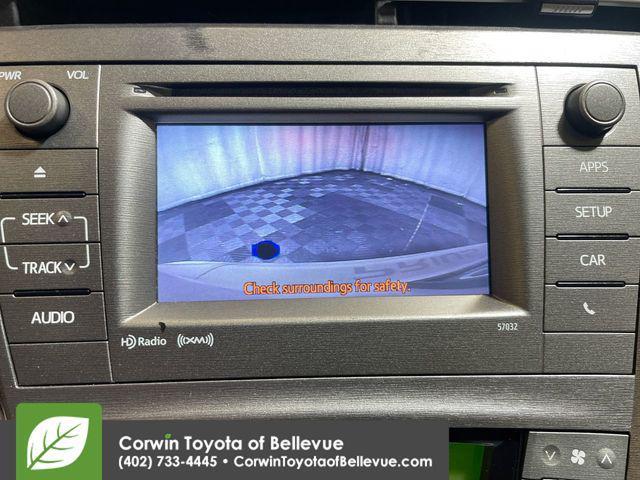 PWR
VOL
SEEK
TRACK
AUDIO
APPS
SETUP
CAR
Check surroundings for safety.
HD Radio
((XM))
57032
Corwin Toyota of Bellevue
(402) 733-4445 • CorwinToyotaofBellevue.com